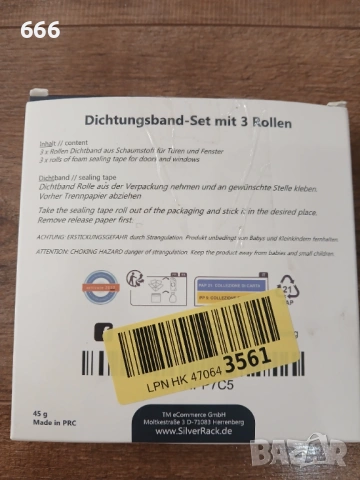 666
Dichtungsband-Set mit 3 Rollen
Inhalt // content
3 x Rollen Dichtband aus Schaumstoff für Türen und Fenster
3 x rolls of foam sealing tape for doors and windows
Dichtband // sealing tape
Dichtband Rolle aus der Verpackung nehmen und an gewünschte Stelle kleben.
Vorher Trennpapier abziehen
Take the sealing tape roll out of the packaging and stick it in the desired place.
Remove release paper first.
ACHTUNG: ERSTICKUNGSGEFAHR durch Strangulation. Produkt unbedingt von Babys und Kleinkindern fernhalten.
ATTENTION: CHOKING HAZARD danger of strangulation. Keep the product away from babies and small children.
21
PAP
LPN HK 47064 3561
P7C5
45 g
Made in PRC
TM eCommerce GmbH
Moltkestraße 3 D-71083 Herrenberg
www.SilverRack.de
bazar